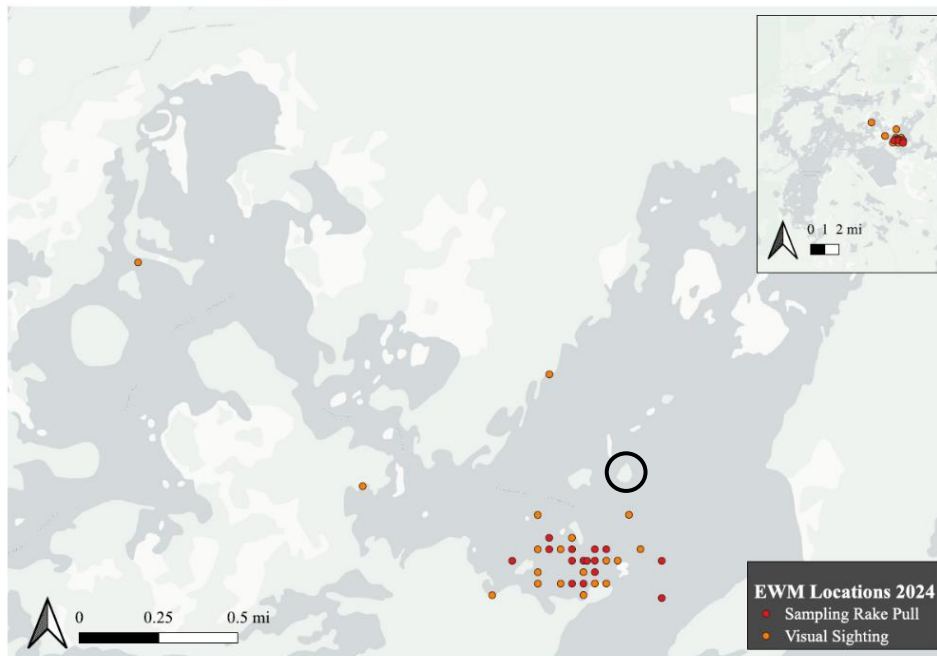 0 1 2 mi
EWM Locations 2024
Sampling Rake Pull
Visual Sighting
0 0.25 0.5 mi